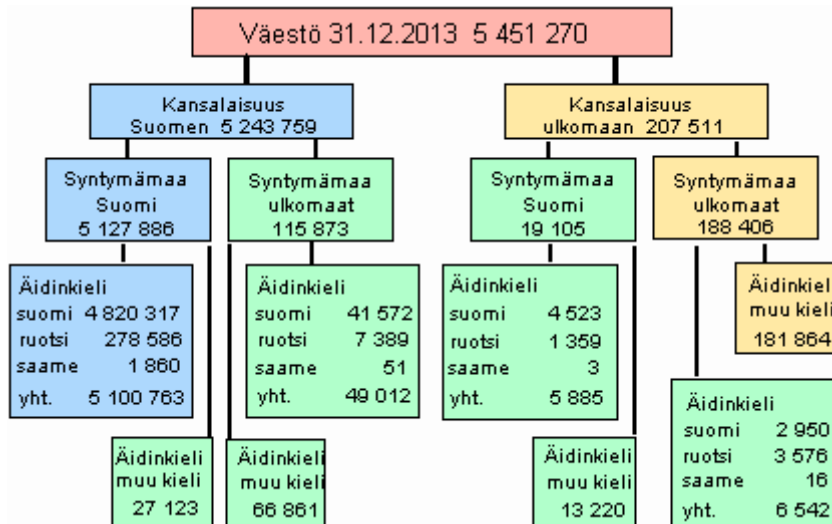 Väestö 31.12.2013 5 451 270
Kansalaisuus
Suomen 5 243 759
Kansalaisuus
ulkomaan 207 511
Syntymämaa
Suomi
5 127 886
Syntymämaa
ulkomaat
115 873
Syntymämaa
Suomi
19 105
Syntymämaa
ulkomaat
188 406
Äidinkieli
suomi 4 820 317
ruotsi 278 586
saame 1 860
yht. 5 100 763
Äidinkieli
suomi 41 572
ruotsi 7 389
saame 51
yht. 49 012
Äidinkieli
suomi 4 523
ruotsi 1 359
saame 3
yht. 5 885
Äidinkiel
muu kieli
181 864
Äidinkieli
muu kieli
27 123
Äidinkieli
muu kieli
66 861
Äidinkieli
muu kieli
13 220
Äidinkieli
suomi 2 950
ruotsi 3 576
saame 16
yht. 6 542